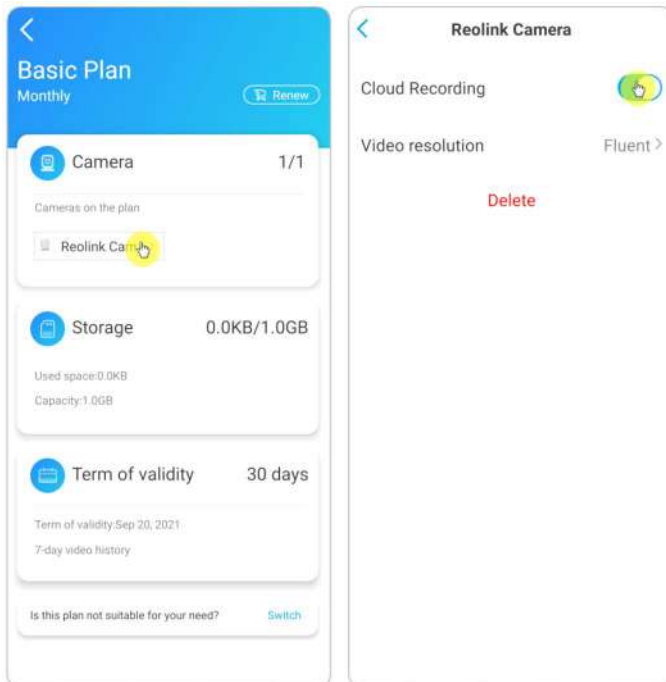 Basic Plan
Monthly
Renew
Camera 1/1
Cameras on the plan
Reolink Cam
Storage 0.0KB/1.0GB
Used space:0.0KB
Capacity:1.0GB
Term of validity 30 days
Term of validity:Sep 20, 2021
7-day video history
Is this plan not suitable for your need? Switch
Reolink Camera
Cloud Recording
Video resolution Fluent >
Delete